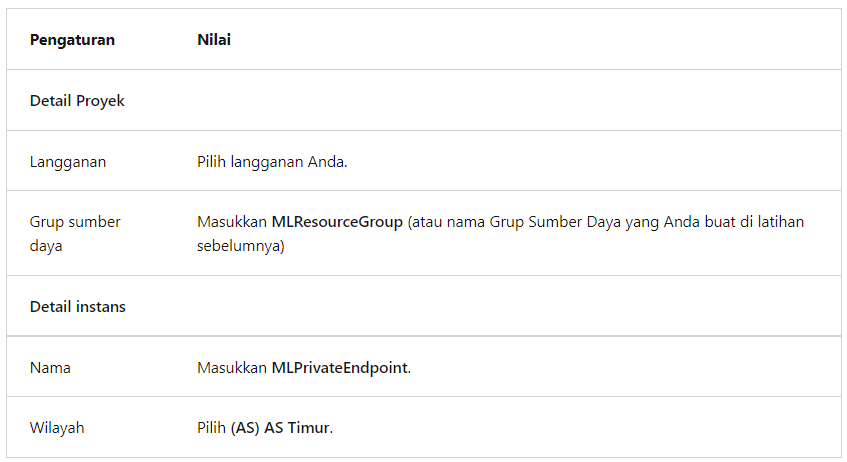 Pengaturan Nilai
Detail Proyek
Langganan Pilih langganan Anda.
Grup sumber daya Masukkan MLResourceGroup (atau nama Grup Sumber Daya yang Anda buat di latihan sebelumnya)
Detail instans
Nama Masukkan MLPrivateEndpoint.
Wilayah Pilih (AS) AS Timur.